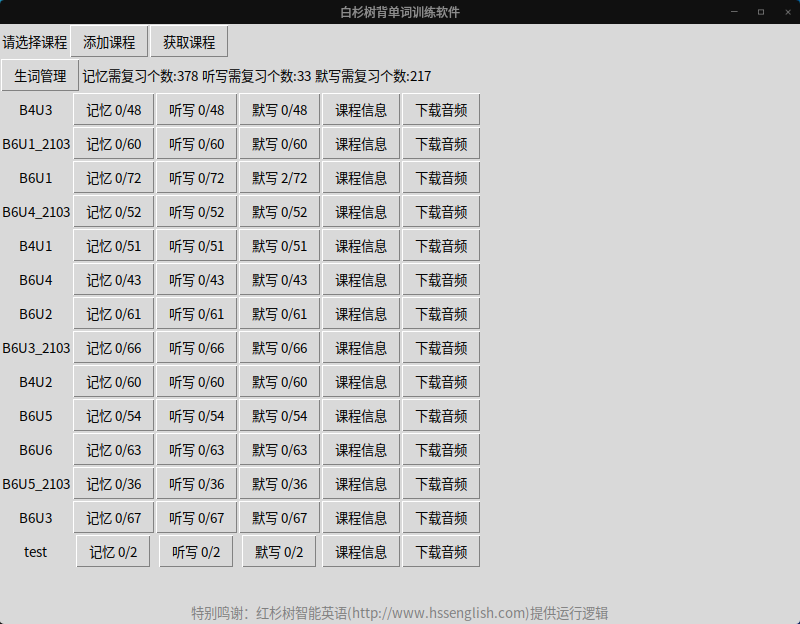 白杉树背单词训练软件
请选择课程 添加课程 获取课程
生词管理 记忆需复习个数:378 听写需复习个数:33 默写需复习个数:217
B4U3 记忆 0/48 听写 0/48 默写 0/48 课程信息 下载音频
B6U1_2103 记忆 0/60 听写 0/60 默写 0/60 课程信息 下载音频
B6U1 记忆 0/72 听写 0/72 默写 2/72 课程信息 下载音频
B6U4_2103 记忆 0/52 听写 0/52 默写 0/52 课程信息 下载音频
B4U1 记忆 0/51 听写 0/51 默写 0/51 课程信息 下载音频
B6U4 记忆 0/43 听写 0/43 默写 0/43 课程信息 下载音频
B6U2 记忆 0/61 听写 0/61 默写 0/61 课程信息 下载音频
B6U3_2103 记忆 0/66 听写 0/66 默写 0/66 课程信息 下载音频
B4U2 记忆 0/60 听写 0/60 默写 0/60 课程信息 下载音频
B6U5 记忆 0/54 听写 0/54 默写 0/54 课程信息 下载音频
B6U6 记忆 0/63 听写 0/63 默写 0/63 课程信息 下载音频
B6U5_2103 记忆 0/36 听写 0/36 默写 0/36 课程信息 下载音频
B6U3 记忆 0/67 听写 0/67 默写 0/67 课程信息 下载音频
test 记忆 0/2 听写 0/2 默写 0/2 课程信息 下载音频
特别鸣谢：红杉树智能英语(http://www.hssenglish.com)提供运行逻辑